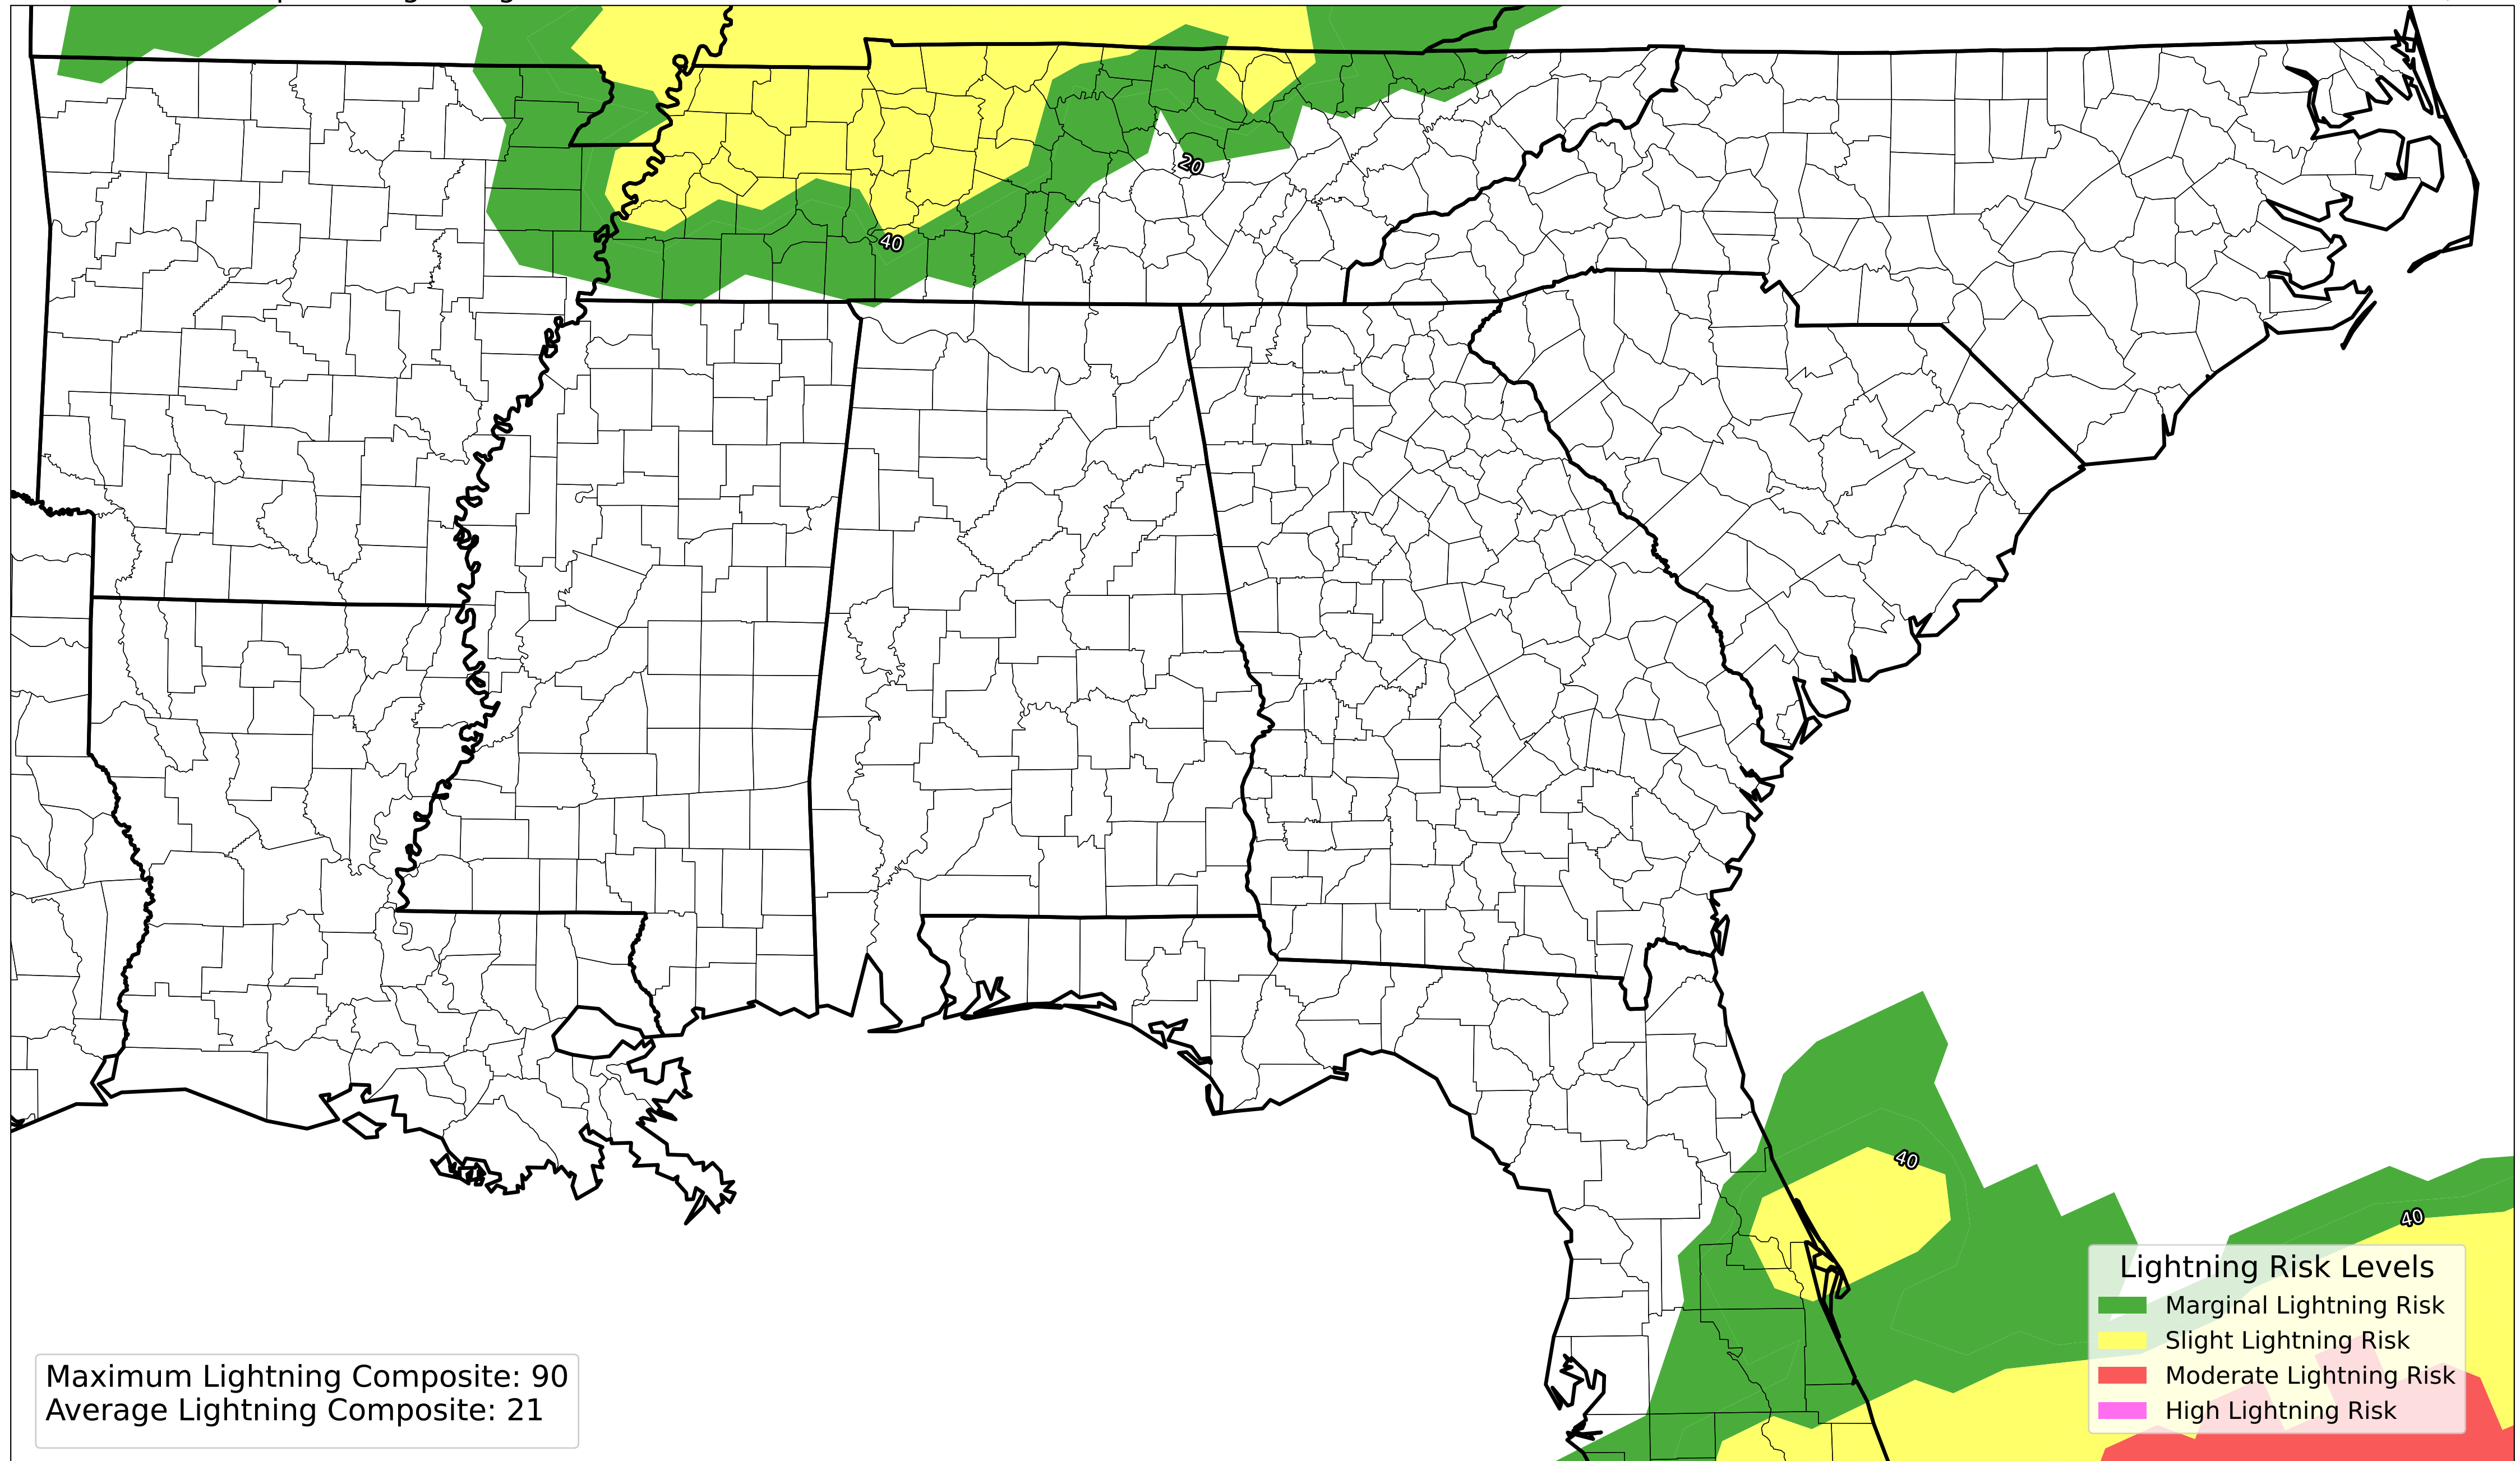 20
40
40
40
Lightning Risk Levels
Marginal Lightning Risk
Slight Lightning Risk
Moderate Lightning Risk
High Lightning Risk
Maximum Lightning Composite: 90
Average Lightning Composite: 21